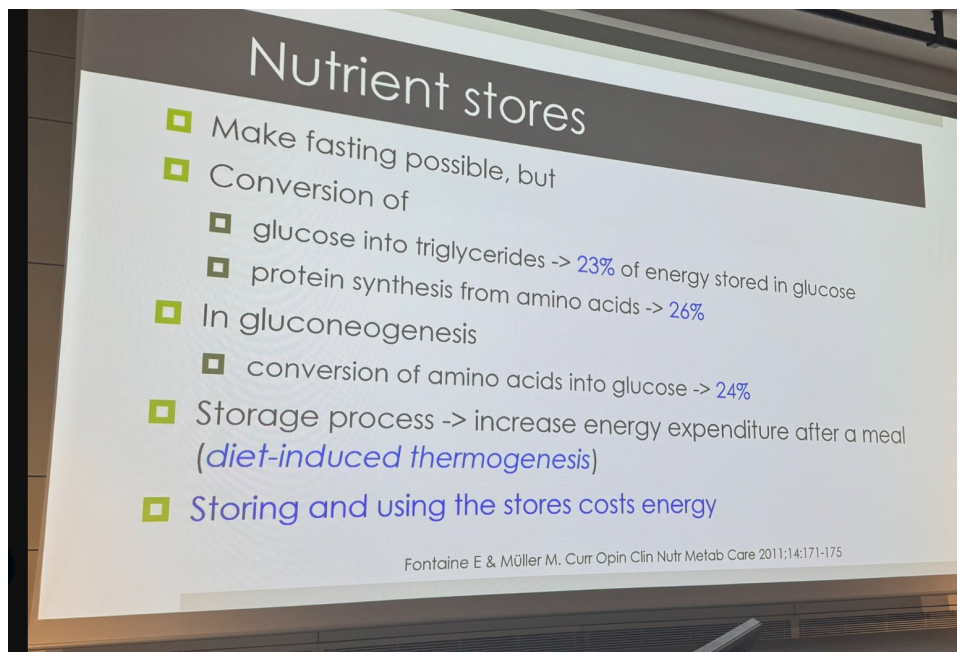 Nutrient stores
Make fasting possible, but
Conversion of
glucose into triglycerides -> 23% of energy stored in glucose
protein synthesis from amino acids -> 26%
In gluconeogenesis
conversion of amino acids into glucose -> 24%
Storage process -> increase energy expenditure after a meal
(diet-induced thermogenesis)
Storing and using the stores costs energy
Fontaine E & Müller M. Curr Opin Clin Nutr Metab Care 2011;14:171-175